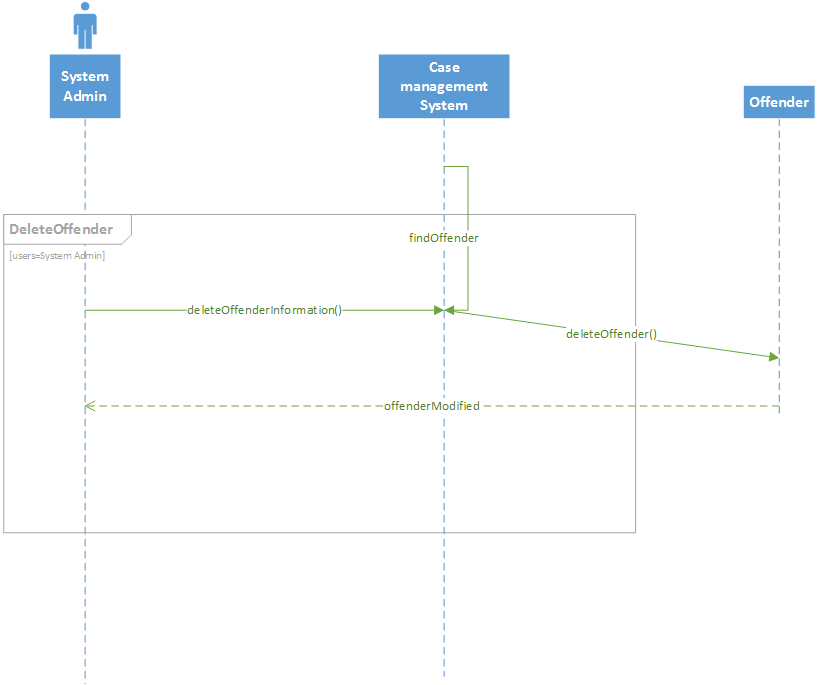 System
Admin
Case
management
System
Offender
DeleteOffender
[users=System Admin]
findOffender
deleteOffenderInformation()
deleteOffender()
offenderModified